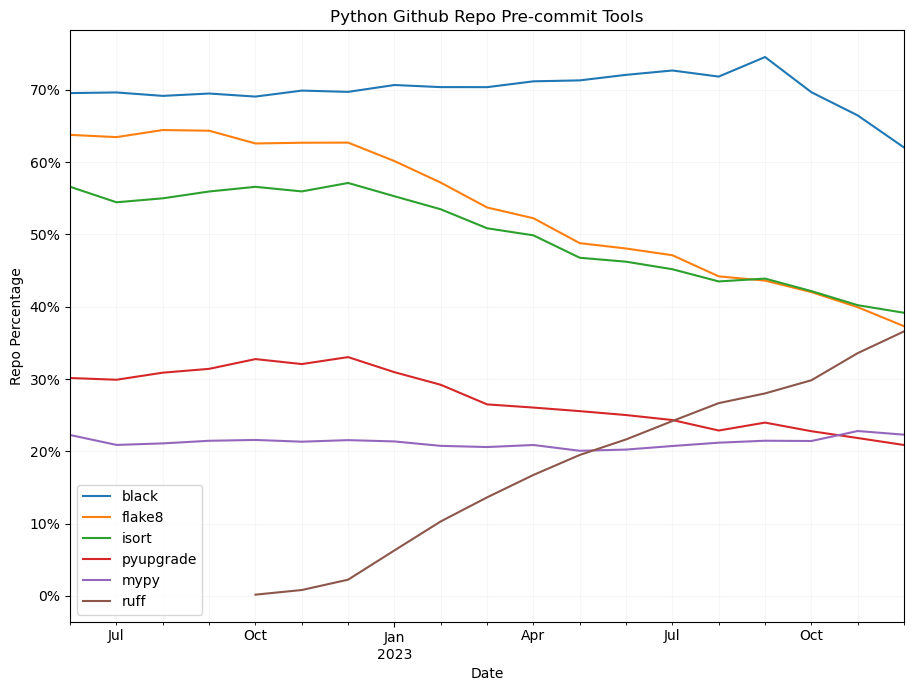 Python Github Repo Pre-commit Tools
70%
60%
50%
40%
30%
20%
10%
0%
Repo Percentage
black
flake8
isort
pyupgrade
mypy
ruff
Jul
Oct
Jan
2023
Apr
Jul
Oct
Date